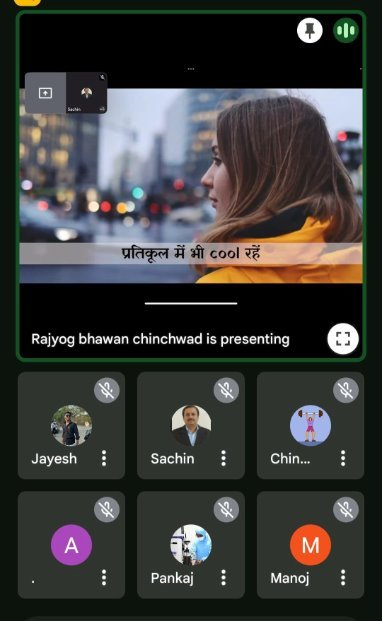 Sachin
प्रतिकूल में भी cool रहें
Rajyog bhawan chinchwad is presenting
Jayesh
Sachin
Chin...
A
.
Pankaj
M
Manoj